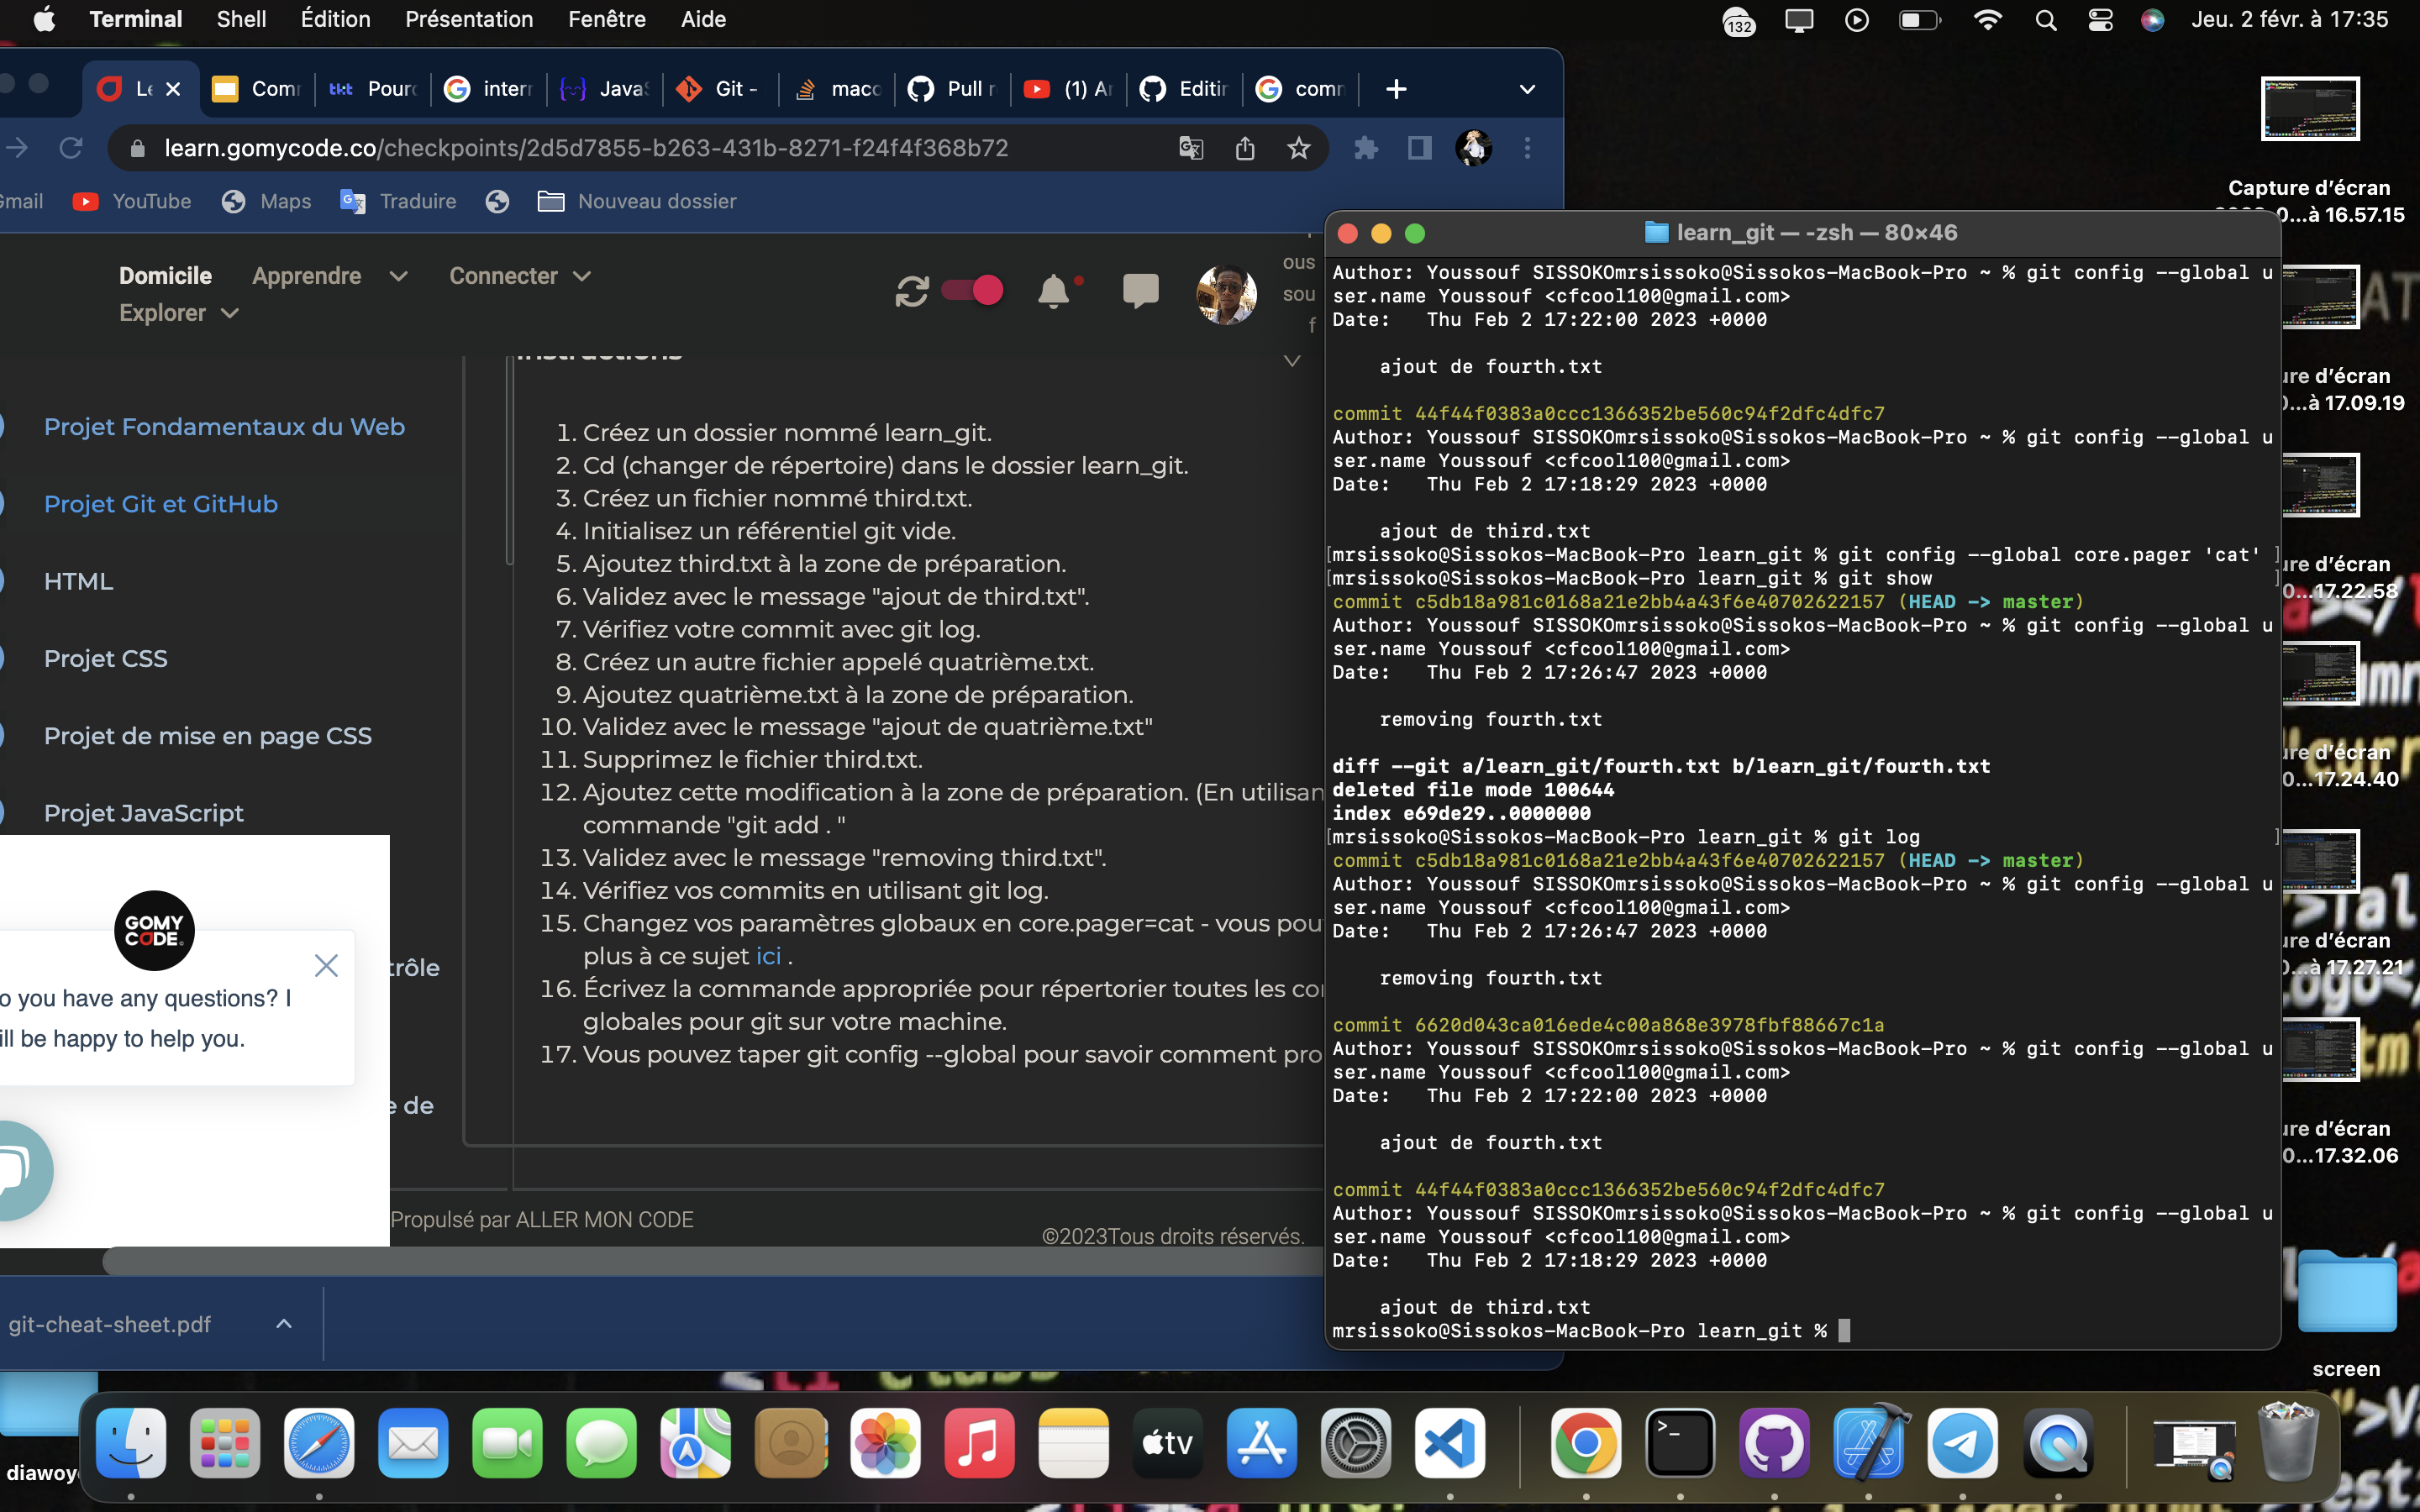 Terminal Shell Édition Présentation Fenêtre Aide
132
Jeu. 2 févr. à 17:35
Comr
tkt Pourc
interr
JavaS
Git -
macc
Pull r
(1) Ar
Editir
comr
learn.gomycode.co/checkpoints/2d5d7855-b263-431b-8271-f24f4f368b72
Gmail YouTube Maps Traduire Nouveau dossier
Domicile Apprendre Connecter
Explorer
ous
sou
f
Instructions
Projet Fondamentaux du Web
Projet Git et GitHub
HTML
Projet CSS
Projet de mise en page CSS
Projet JavaScript
trôle
e de
1. Créez un dossier nommé learn_git.
2. Cd (changer de répertoire) dans le dossier learn_git.
3. Créez un fichier nommé third.txt.
4. Initialisez un référentiel git vide.
5. Ajoutez third.txt à la zone de préparation.
6. Validez avec le message "ajout de third.txt".
7. Vérifiez votre commit avec git log.
8. Créez un autre fichier appelé quatrième.txt.
9. Ajoutez quatrième.txt à la zone de préparation.
10. Validez avec le message "ajout de quatrième.txt"
11. Supprimez le fichier third.txt.
12. Ajoutez cette modification à la zone de préparation. (En utilisan
commande "git add . "
13. Validez avec le message "removing third.txt".
14. Vérifiez vos commits en utilisant git log.
15. Changez vos paramètres globaux en core.pager=cat - vous pou
plus à ce sujet ici .
16. Écrivez la commande appropriée pour répertorier toutes les co
globales pour git sur votre machine.
17. Vous pouvez taper git config --global pour savoir comment pro
GOMY
CODE
o you have any questions? I
ill be happy to help you.
Propulsé par ALLER MON CODE
©2023Tous droits réservés.
git-cheat-sheet.pdf
learn_git — -zsh — 80×46
Author: Youssouf SISSOKOmrsissoko@Sissokos-MacBook-Pro ~ % git config --global u
ser.name Youssouf <cfcool100@gmail.com>
Date:   Thu Feb 2 17:22:00 2023 +0000
ajout de fourth.txt
commit 44f44f0383a0ccc1366352be560c94f2dfc4dfc7
Author: Youssouf SISSOKOmrsissoko@Sissokos-MacBook-Pro ~ % git config --global u
ser.name Youssouf <cfcool100@gmail.com>
Date:   Thu Feb 2 17:18:29 2023 +0000
ajout de third.txt
[mrsissoko@Sissokos-MacBook-Pro learn_git % git config --global core.pager 'cat' ]
[mrsissoko@Sissokos-MacBook-Pro learn_git % git show ]
commit c5db18a981c0168a21e2bb4a43f6e40702622157 (HEAD -> master)
Author: Youssouf SISSOKOmrsissoko@Sissokos-MacBook-Pro ~ % git config --global u
ser.name Youssouf <cfcool100@gmail.com>
Date:   Thu Feb 2 17:26:47 2023 +0000
removing fourth.txt
diff --git a/learn_git/fourth.txt b/learn_git/fourth.txt
deleted file mode 100644
index e69de29..0000000
[mrsissoko@Sissokos-MacBook-Pro learn_git % git log ]
commit c5db18a981c0168a21e2bb4a43f6e40702622157 (HEAD -> master)
Author: Youssouf SISSOKOmrsissoko@Sissokos-MacBook-Pro ~ % git config --global u
ser.name Youssouf <cfcool100@gmail.com>
Date:   Thu Feb 2 17:26:47 2023 +0000
removing fourth.txt
commit 6620d043ca016ede4c00a868e3978fbf88667c1a
Author: Youssouf SISSOKOmrsissoko@Sissokos-MacBook-Pro ~ % git config --global u
ser.name Youssouf <cfcool100@gmail.com>
Date:   Thu Feb 2 17:22:00 2023 +0000
ajout de fourth.txt
commit 44f44f0383a0ccc1366352be560c94f2dfc4dfc7
Author: Youssouf SISSOKOmrsissoko@Sissokos-MacBook-Pro ~ % git config --global u
ser.name Youssouf <cfcool100@gmail.com>
Date:   Thu Feb 2 17:18:29 2023 +0000
ajout de third.txt
mrsissoko@Sissokos-MacBook-Pro learn_git %
Capture d'écran
0...à 16.57.15
ure d'écran
0...à 17.09.19
ure d'écran
0...17.22.58
ure d'écran
0...17.24.40
ure d'écran
0...à 17.27.21
ure d'écran
0...17.32.06
screen
diawoy
tv